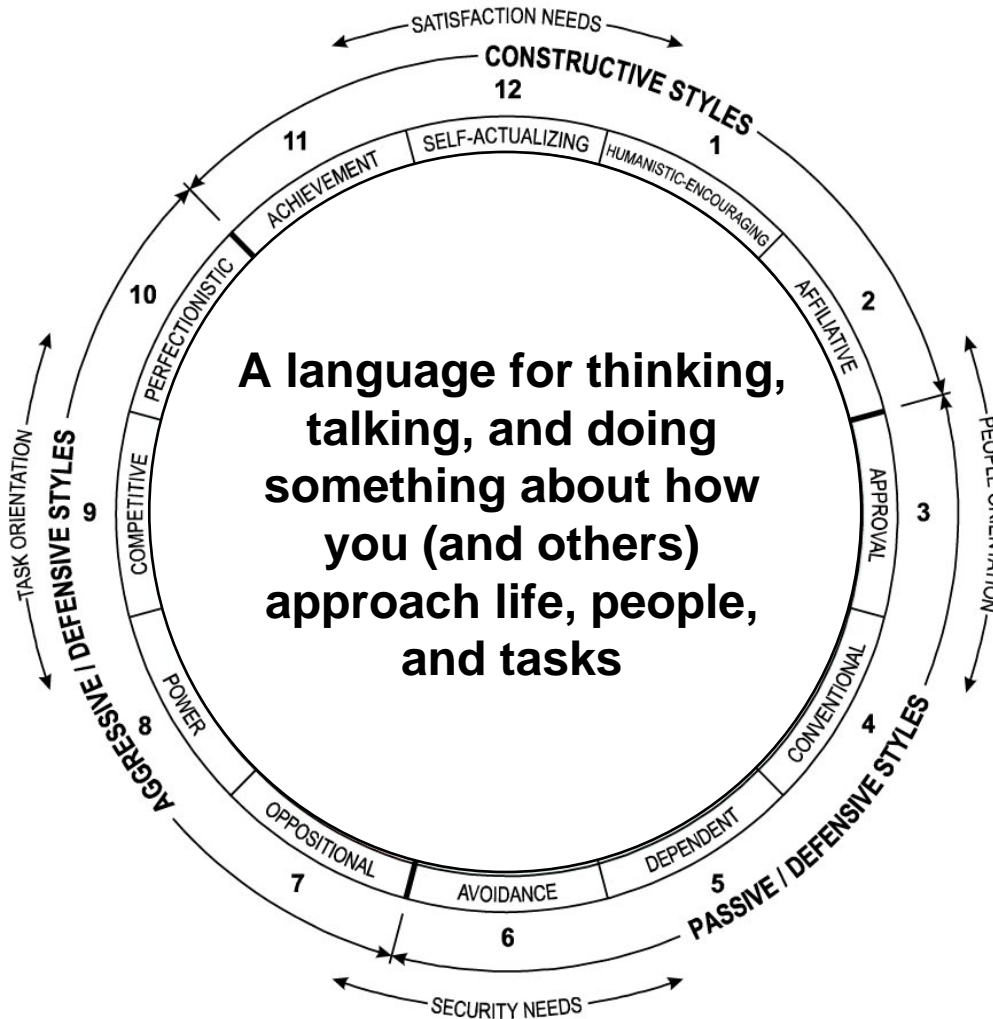 SATISFACTION NEEDS
CONSTRUCTIVE STYLES
12
11
1
SELF-ACTUALIZING
HUMANISTIC-ENCOURAGING
ACHIEVEMENT
10
2
PERFECTIONISTIC
AFFILIATIVE
A language for thinking,
talking, and doing
something about how
you (and others)
approach life, people,
and tasks
TASK ORIENTATION
AGGRESSIVE / DEFENSIVE STYLES
9
COMPETITIVE
APPROVAL
3
PEOPLE ORIENTATION
POWER
8
CONVENTIONAL
4
PASSIVE / DEFENSIVE STYLES
OPPOSITIONAL
7
DEPENDENT
5
AVOIDANCE
6
SECURITY NEEDS